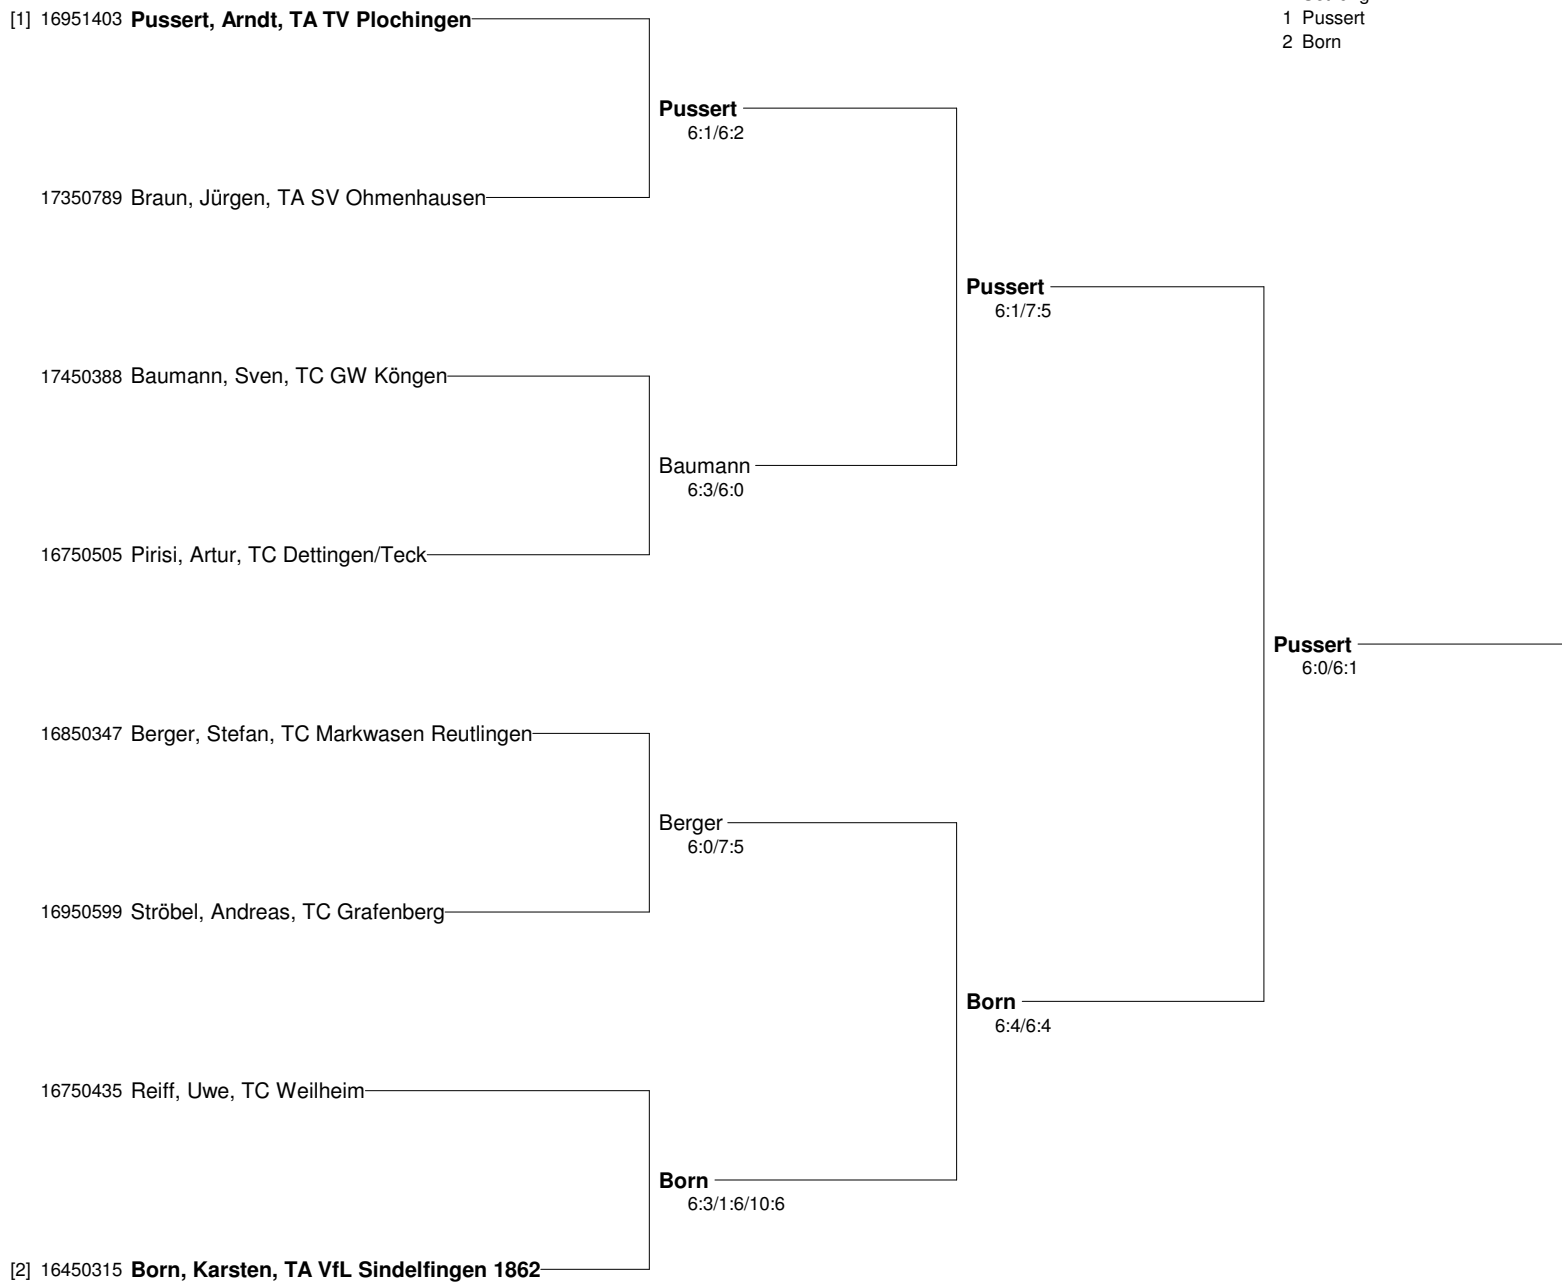 1 Pussert
2 Born
[1] 16951403 Pussert, Arndt, TA TV Plochingen
Pussert
6:1/6:2
17350789 Braun, Jürgen, TA SV Ohmenhausen
Pussert
6:1/7:5
17450388 Baumann, Sven, TC GW Köngen
Baumann
6:3/6:0
16750505 Pirisi, Artur, TC Dettingen/Teck
Pussert
6:0/6:1
16850347 Berger, Stefan, TC Markwasen Reutlingen
Berger
6:0/7:5
16950599 Ströbel, Andreas, TC Grafenberg
Born
6:4/6:4
16750435 Reiff, Uwe, TC Weilheim
Born
6:3/1:6/10:6
[2] 16450315 Born, Karsten, TA VfL Sindelfingen 1862